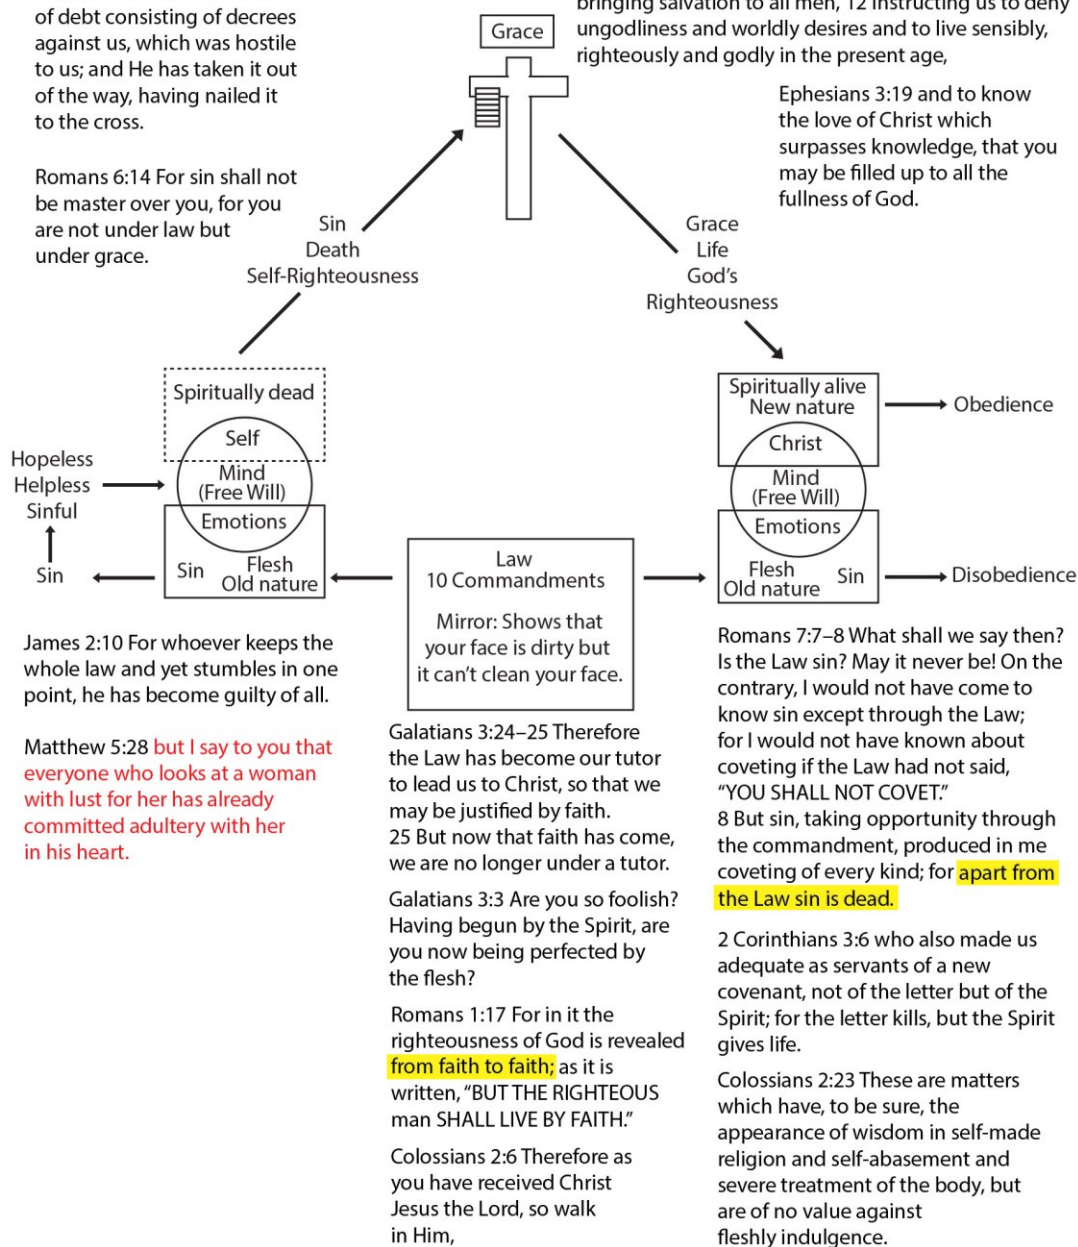 of debt consisting of decrees
against us, which was hostile
to us; and He has taken it out
of the way, having nailed it
to the cross.
Romans 6:14 For sin shall not
be master over you, for you
are not under law but
under grace.
Grace
bringing salvation to all men, 12 instructing us to deny
ungodliness and worldly desires and to live sensibly,
righteously and godly in the present age,
Ephesians 3:19 and to know
the love of Christ which
surpasses knowledge, that you
may be filled up to all the
fullness of God.
Sin
Death
Self-Righteousness
Grace
Life
God's
Righteousness
Spiritually dead
Self
Mind
(Free Will)
Emotions
Sin
Flesh
Old nature
Hopeless
Helpless
Sinful
Sin
Law
10 Commandments
Mirror: Shows that
your face is dirty but
it can't clean your face.
Spiritually alive
New nature
Christ
Mind
(Free Will)
Emotions
Flesh
Old nature
Sin
Obedience
Disobedience
James 2:10 For whoever keeps the
whole law and yet stumbles in one
point, he has become guilty of all.
Matthew 5:28 but I say to you that
everyone who looks at a woman
with lust for her has already
committed adultery with her
in his heart.
Galatians 3:24–25 Therefore
the Law has become our tutor
to lead us to Christ, so that we
may be justified by faith.
25 But now that faith has come,
we are no longer under a tutor.
Galatians 3:3 Are you so foolish?
Having begun by the Spirit, are
you now being perfected by
the flesh?
Romans 1:17 For in it the
righteousness of God is revealed
from faith to faith; as it is
written, “BUT THE RIGHTEOUS
man SHALL LIVE BY FAITH.”
Colossians 2:6 Therefore as
you have received Christ
Jesus the Lord, so walk
in Him,
Romans 7:7–8 What shall we say then?
Is the Law sin? May it never be! On the
contrary, I would not have come to
know sin except through the Law;
for I would not have known about
coveting if the Law had not said,
“YOU SHALL NOT COVET.”
8 But sin, taking opportunity through
the commandment, produced in me
coveting of every kind; for apart from
the Law sin is dead.
2 Corinthians 3:6 who also made us
adequate as servants of a new
covenant, not of the letter but of the
Spirit; for the letter kills, but the Spirit
gives life.
Colossians 2:23 These are matters
which have, to be sure, the
appearance of wisdom in self-made
religion and self-abasement and
severe treatment of the body, but
are of no value against
fleshly indulgence.